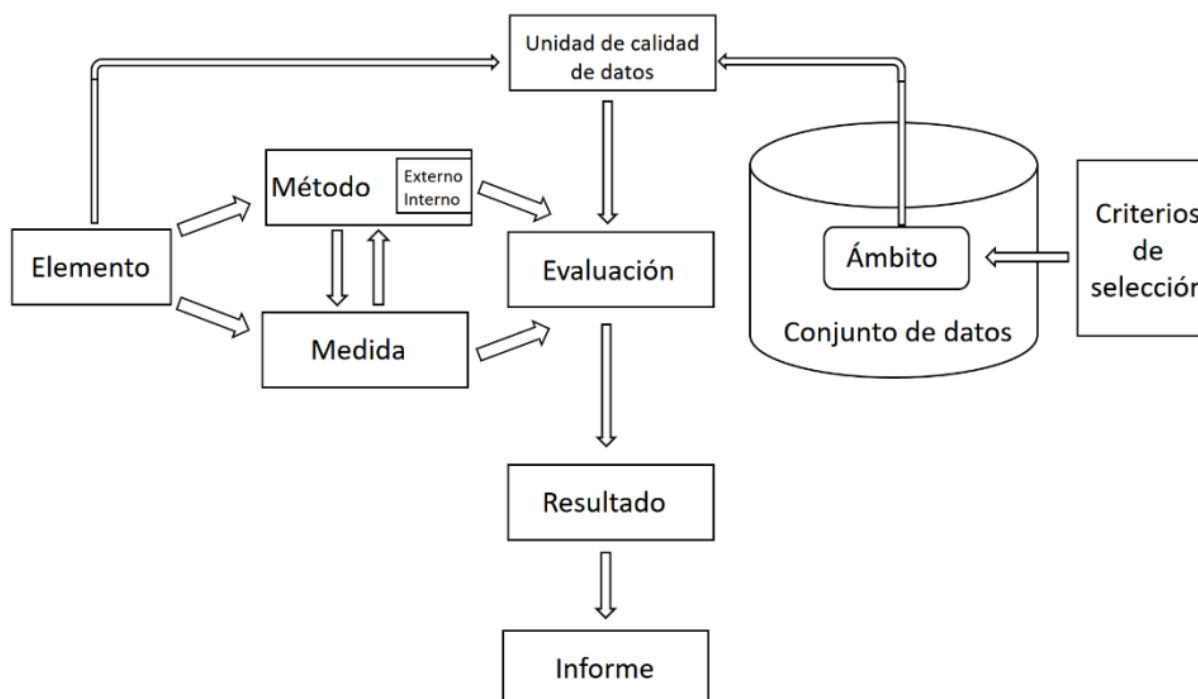 Unidad de calidad
de datos
Método
Externo
Interno
Elemento
Evaluación
Medida
Ámbito
Conjunto de datos
Criterios
de
selección
Resultado
Informe